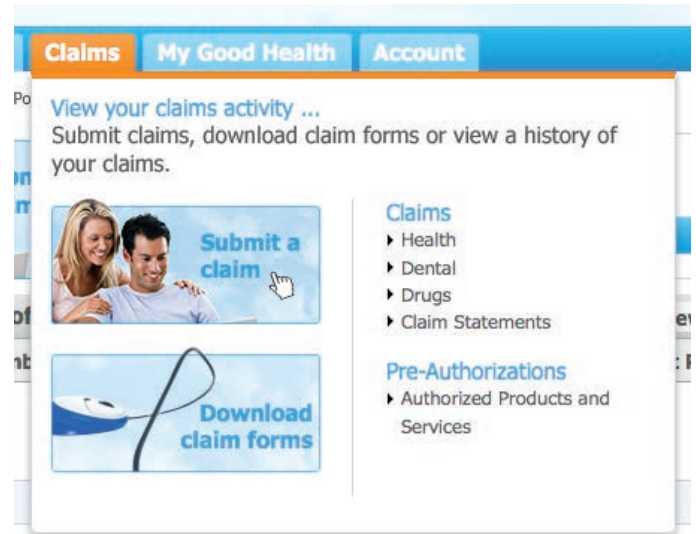 Claims
My Good Health
Account
Po
View your claims activity ...
Submit claims, download claim forms or view a history of
your claims.
Submit a
claim
Download
claim forms
Claims
Health
Dental
Drugs
Claim Statements
Pre-Authorizations
Authorized Products and
Services